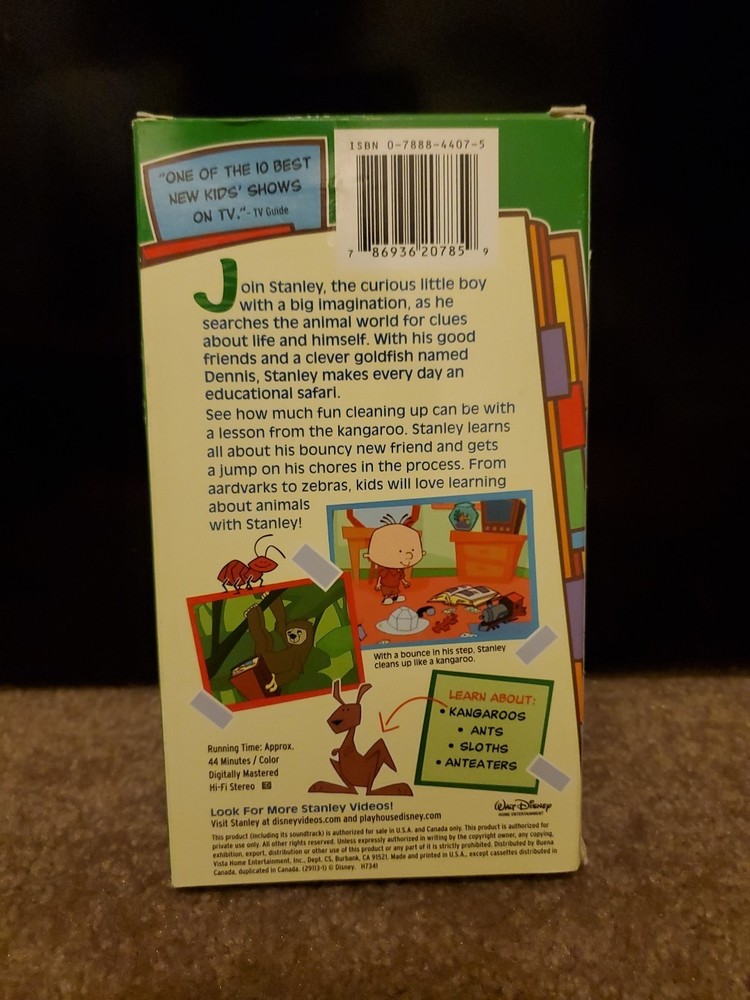 "ONE OF THE 10 BEST
NEW KIDS' SHOWS
ON TV." - TV Guide
ISBN 0-7888-4407-5
7 86936 20785 9
Join Stanley, the curious little boy
with a big imagination, as he
searches the animal world for clues
about life and himself. With his good
friends and a clever goldfish named
Dennis, Stanley makes every day an
educational safari.
See how much fun cleaning up can be with
a lesson from the kangaroo. Stanley learns
all about his bouncy new friend and gets
a jump on his chores in the process. From
aardvarks to zebras, kids will love learning
about animals
with Stanley!
With a bounce in his step, Stanley
cleans up like a kangaroo.
LEARN ABOUT:
• KANGAROOS
• ANTS
• SLOTHS
• ANTEATERS
Running Time: Approx.
44 Minutes / Color
Digitally Mastered
Hi-Fi Stereo
Look For More Stanley Videos!
Visit Stanley at disneyvideos.com and playhousedisney.com
Walt Disney
HOME ENTERTAINMENT
This product (including its soundtrack) is authorized for sale in U.S.A. and Canada only. This product is authorized for
private use only. All other rights reserved. Unless expressly authorized in writing by the copyright owner, any copying,
exhibition, export, distribution or other use of this product or any part of it is strictly prohibited. Distributed by Buena
Vista Home Entertainment, Inc., Dept. CS, Burbank, CA 91521. Made and printed in U.S.A., except cassettes distributed in
Canada, duplicated in Canada. (29113-1) © Disney. H7341